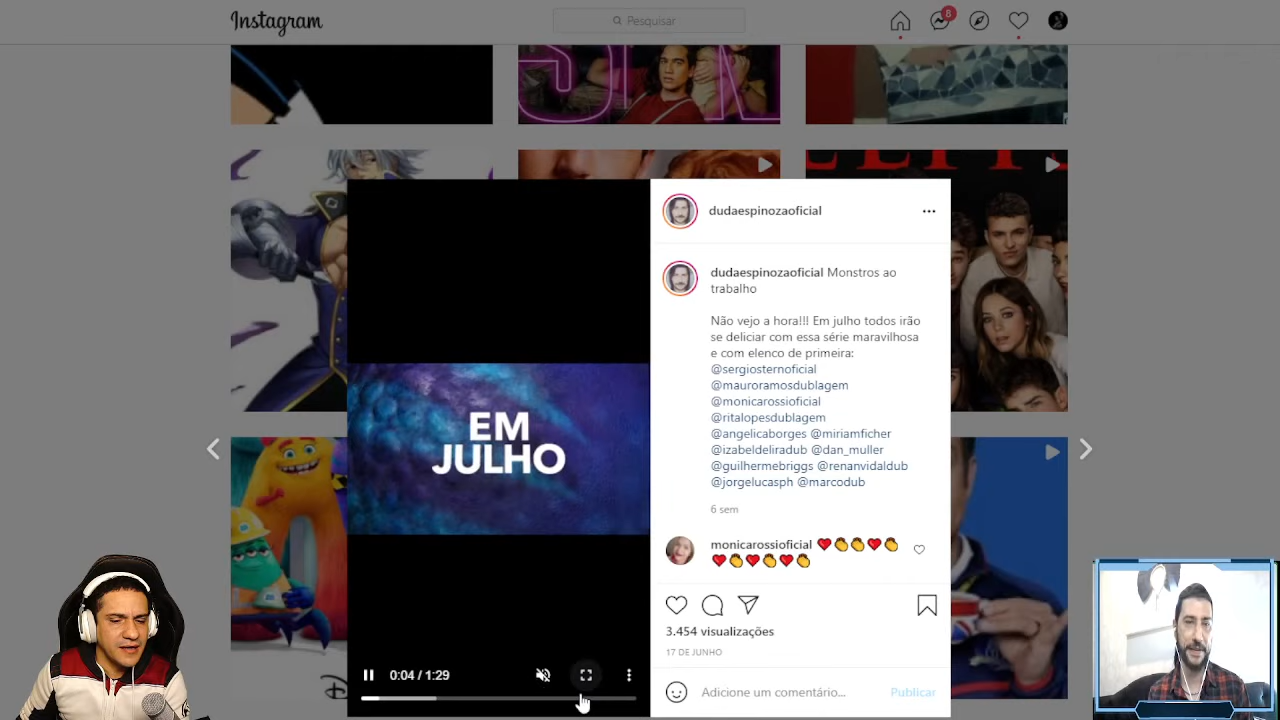 Instagram
Pesquisar
8
dudaespinozaoficial
dudaespinozaoficial Monstros ao
trabalho
Não vejo a hora!!! Em julho todos irão
se deliciar com essa série maravilhosa
e com elenco de primeira:
@sergiosternoficial
@mauroramosdublagem
@monicarossioficial
@ritalopesdublagem
@angelicaborges @miriamficher
@izabeldeliradub @dan_muller
@guilhermebriggs @renanvidaldub
@jorgelucasph @marcodub
6 sem
monicarossioficial ❤👏👏❤👏
❤👏❤👏❤👏
3.454 visualizações
17 DE JUNHO
Adicione um comentário... Publicar
EM
JULHO
0:04 / 1:29